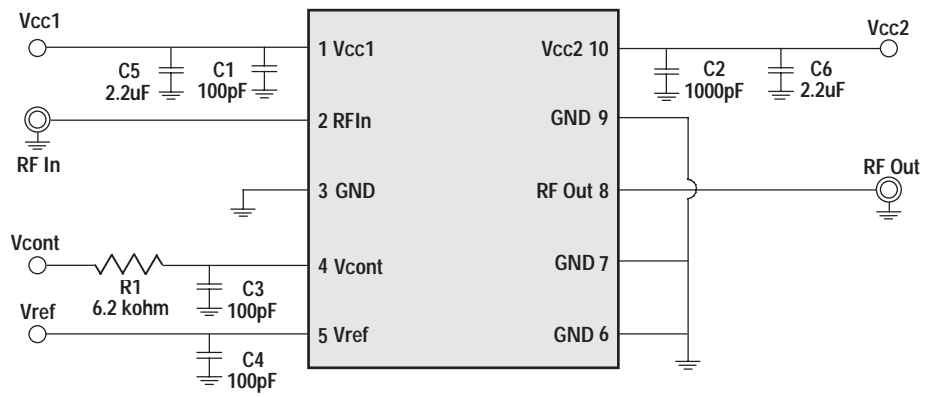 Vcc1
C5
2.2uF
C1
100pF
1 Vcc1
Vcc2 10
C2
1000pF
C6
2.2uF
Vcc2
RF In
2 RFIn
GND 9
3 GND
RF Out 8
RF Out
Vcont
R1
6.2 kohm
C3
100pF
4 Vcont
GND 7
Vref
C4
100pF
5 Vref
GND 6